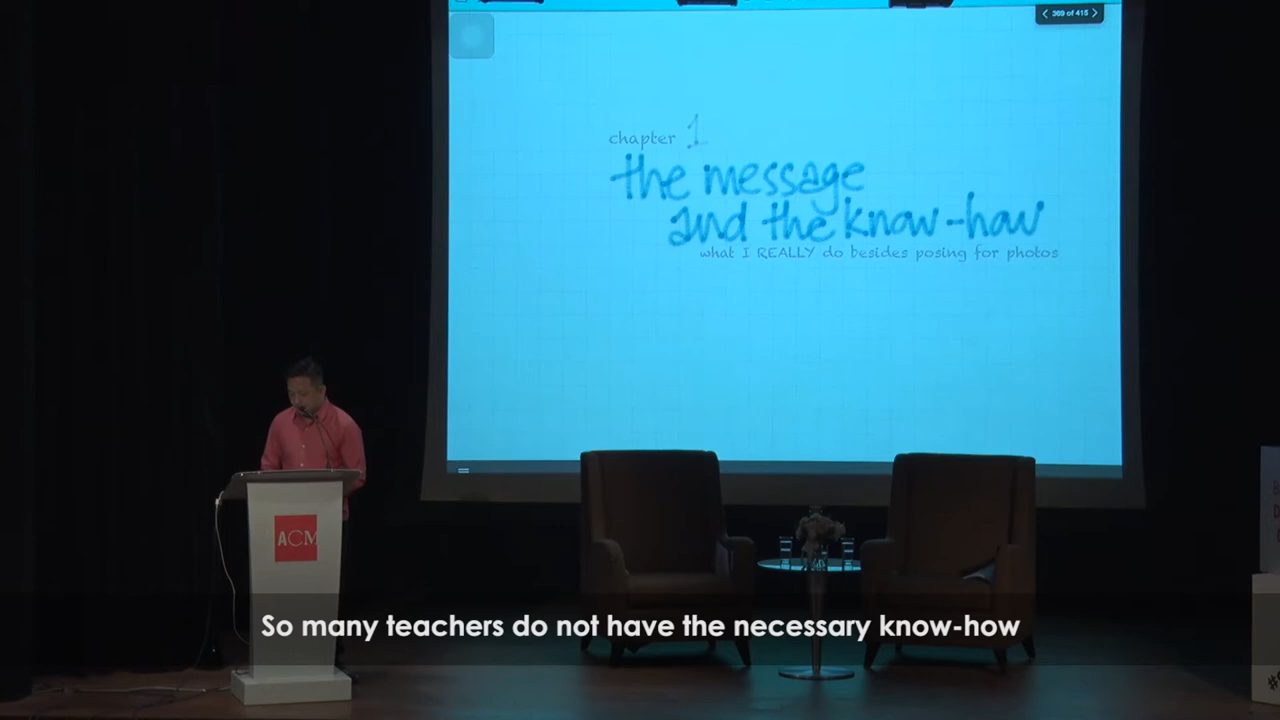 369 of 415
chapter 1
the message
and the know-how
what I REALLY do besides posing for photos
ACM
So many teachers do not have the necessary know-how